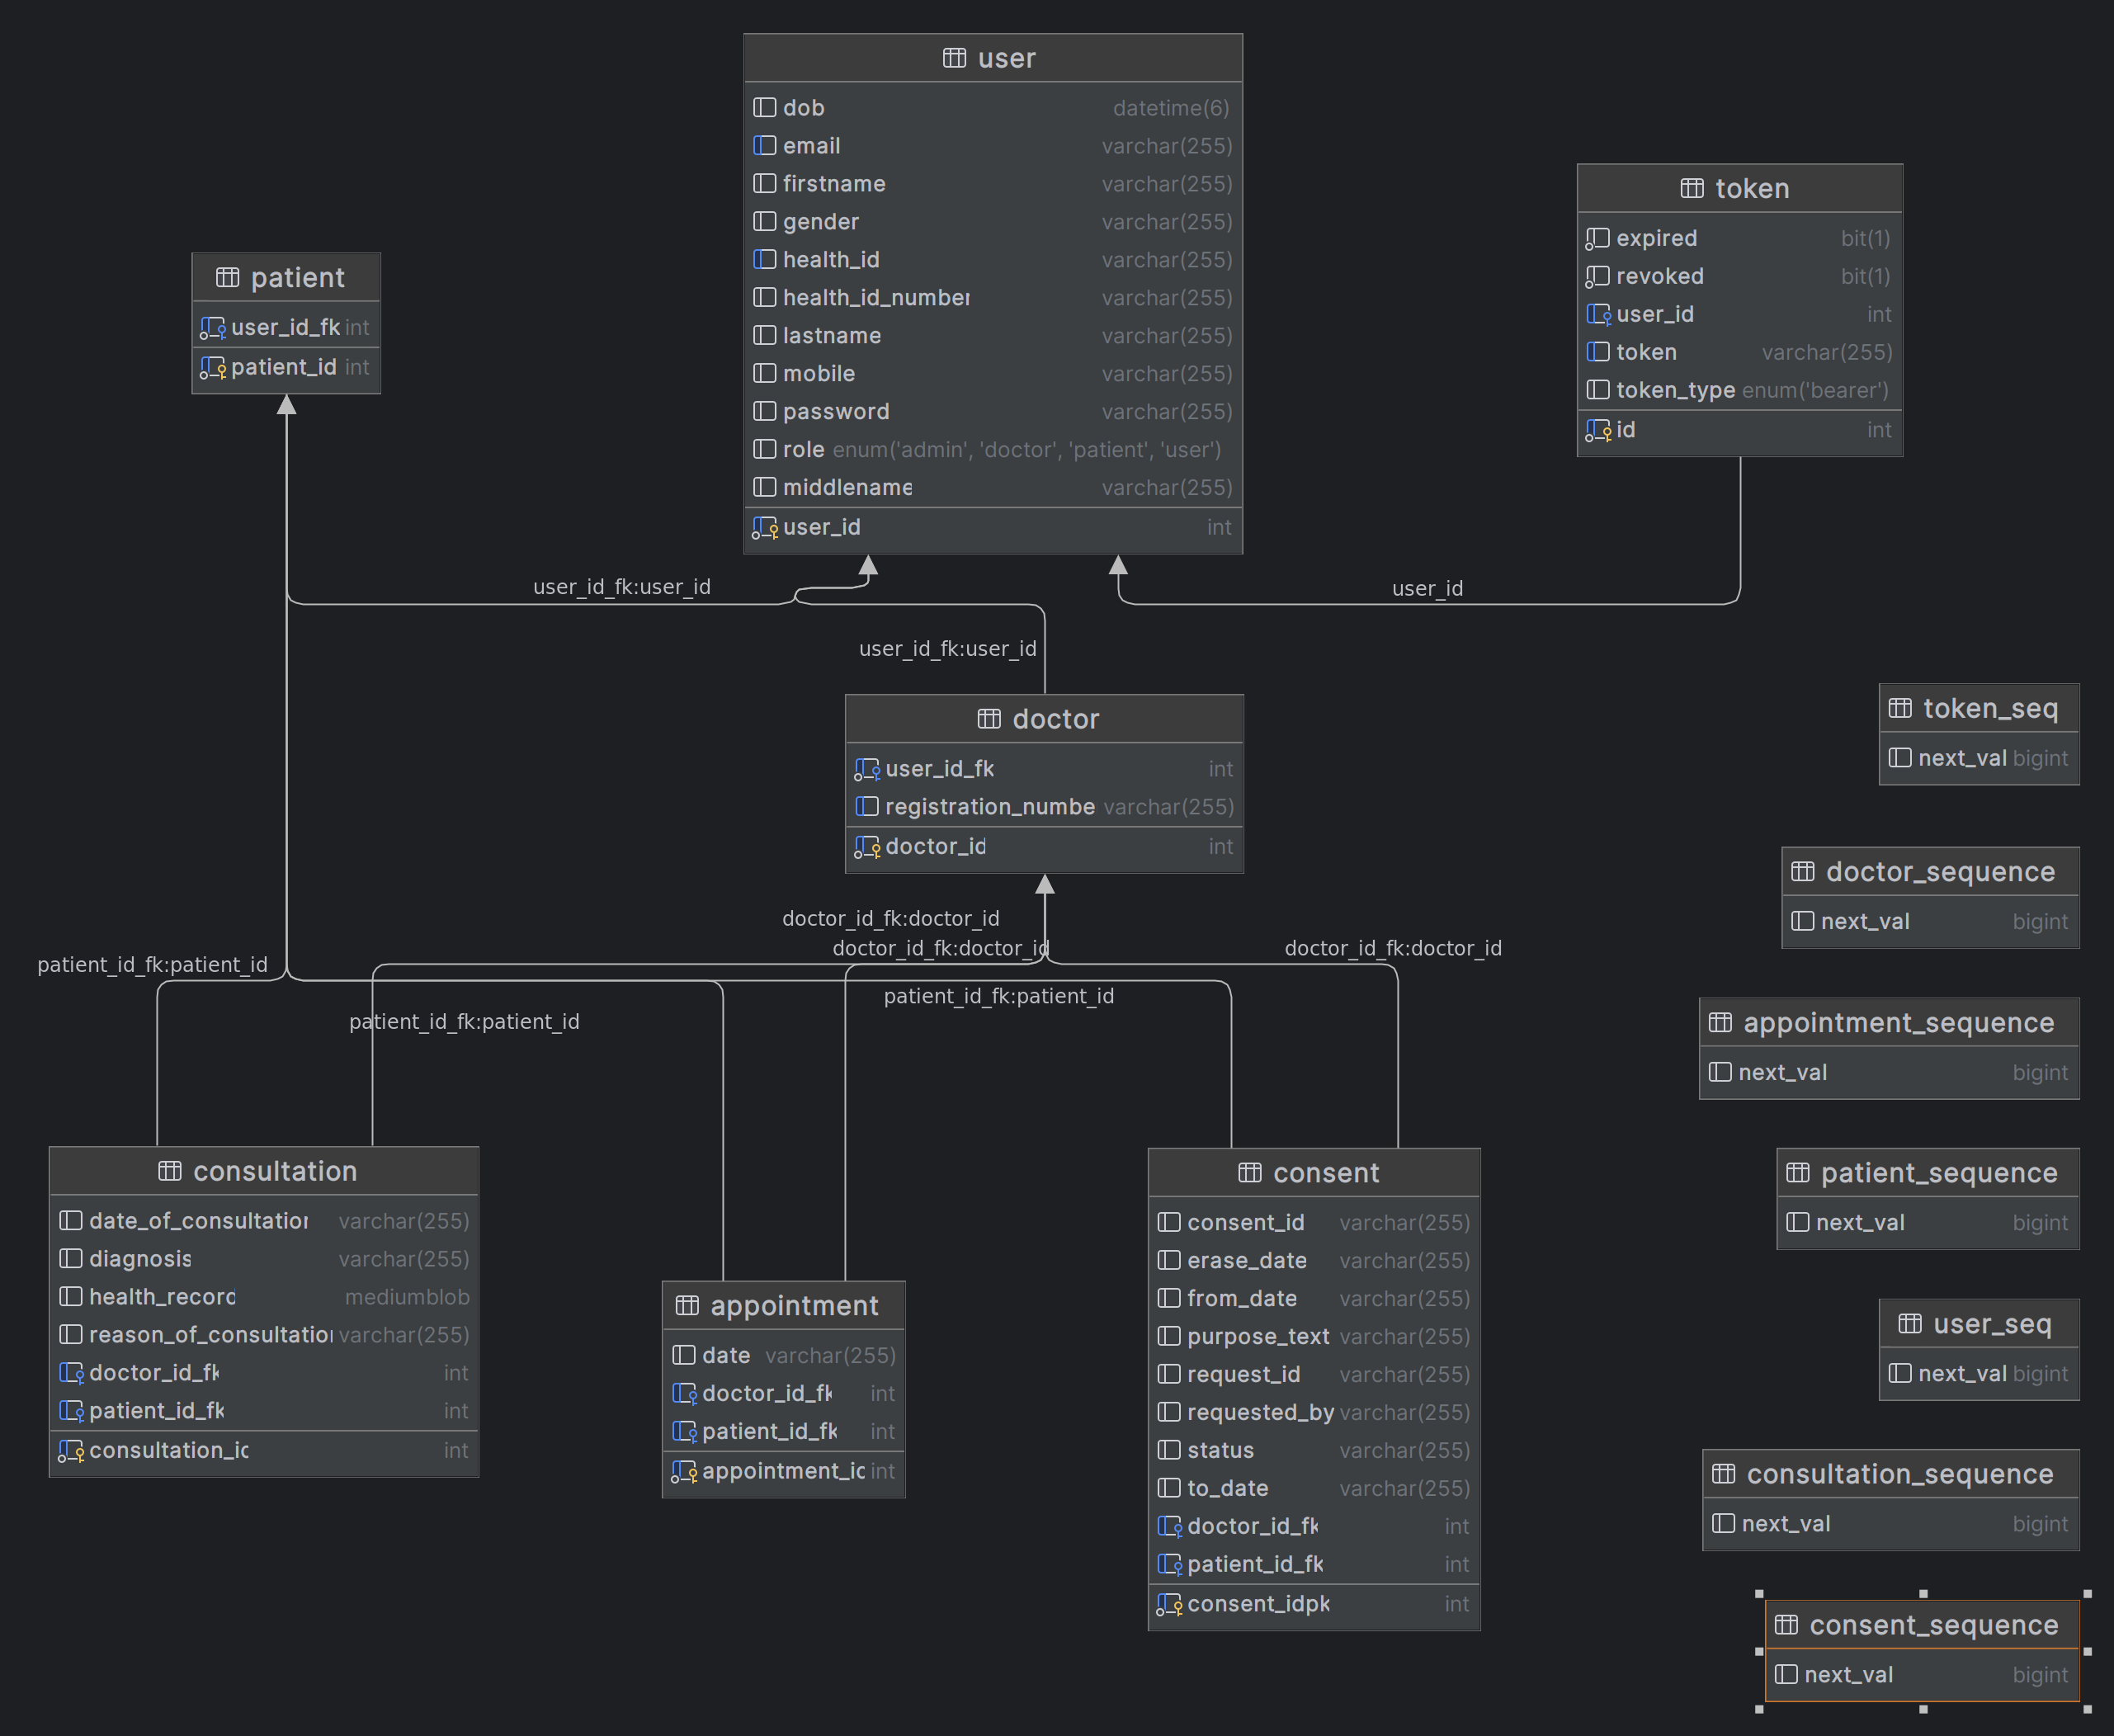 user
dob datetime(6)
email varchar(255)
firstname varchar(255)
gender varchar(255)
health_id varchar(255)
health_id_number varchar(255)
lastname varchar(255)
mobile varchar(255)
password varchar(255)
role enum('admin', 'doctor', 'patient', 'user')
middlename varchar(255)
user_id int
token
expired bit(1)
revoked bit(1)
user_id int
token varchar(255)
token_type enum('bearer')
id int
patient
user_id_fk int
patient_id int
user_id_fk:user_id
user_id
user_id_fk:user_id
doctor
user_id_fk int
registration_numbe varchar(255)
doctor_id int
doctor_id_fk:doctor_id
doctor_id_fk:doctor_id
doctor_id_fk:doctor_id
patient_id_fk:patient_id
patient_id_fk:patient_id
patient_id_fk:patient_id
consultation
date_of_consultation varchar(255)
diagnosis varchar(255)
health_record mediumblob
reason_of_consultation varchar(255)
doctor_id_fk int
patient_id_fk int
consultation_id int
appointment
date varchar(255)
doctor_id_fk int
patient_id_fk int
appointment_id int
consent
consent_id varchar(255)
erase_date varchar(255)
from_date varchar(255)
purpose_text varchar(255)
request_id varchar(255)
requested_by varchar(255)
status varchar(255)
to_date varchar(255)
doctor_id_fk int
patient_id_fk int
consent_idpk int
token_seq
next_val bigint
doctor_sequence
next_val bigint
appointment_sequence
next_val bigint
patient_sequence
next_val bigint
user_seq
next_val bigint
consultation_sequence
next_val bigint
consent_sequence
next_val bigint